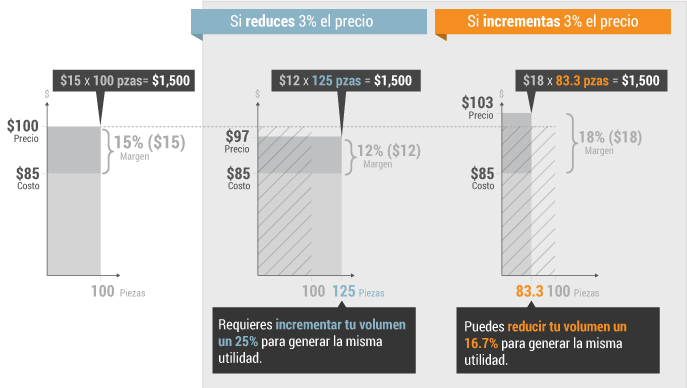 Si reduces 3% el precio
Si incrementas 3% el precio
$15 x 100 pzas= $1,500
$
$100
Precio
15% ($15)
Margen
$85
Costo
100 Piezas
$12 x 125 pzas = $1,500
$
$97
Precio
12% ($12)
Margen
$85
Costo
100 125 Piezas
Requieres incrementar tu volumen
un 25% para generar la misma
utilidad.
$18 x 83.3 pzas = $1,500
$
$103
Precio
18% ($18)
Margen
$85
Costo
83.3 100 Piezas
Puedes reducir tu volumen un
16.7% para generar la misma
utilidad.